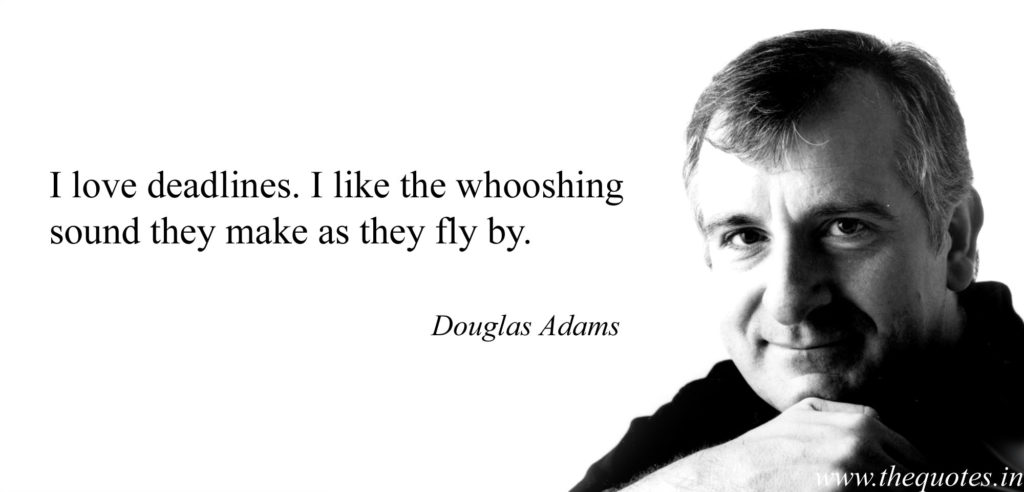 I love deadlines. I like the whooshing
sound they make as they fly by.
Douglas Adams
www.thequotes.in